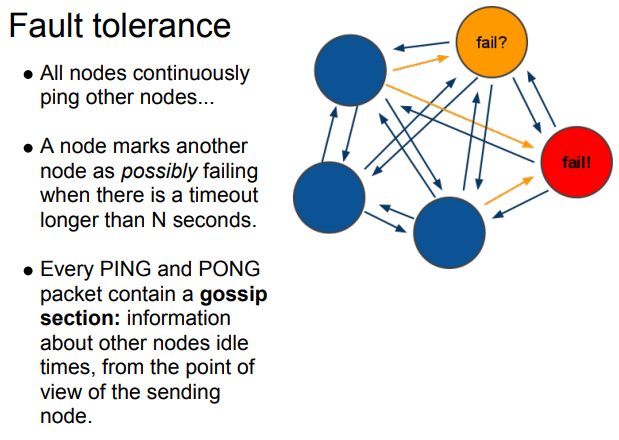 Fault tolerance
● All nodes continuously
ping other nodes...
● A node marks another
node as possibly failing
when there is a timeout
longer than N seconds.
● Every PING and PONG
packet contain a gossip
section: information
about other nodes idle
times, from the point of
view of the sending
node.
fail?
fail!